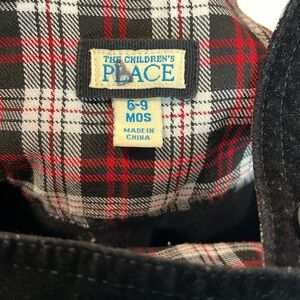 THE CHILDREN'S
PLACE
6-9
MOS
MADE IN
CHINA